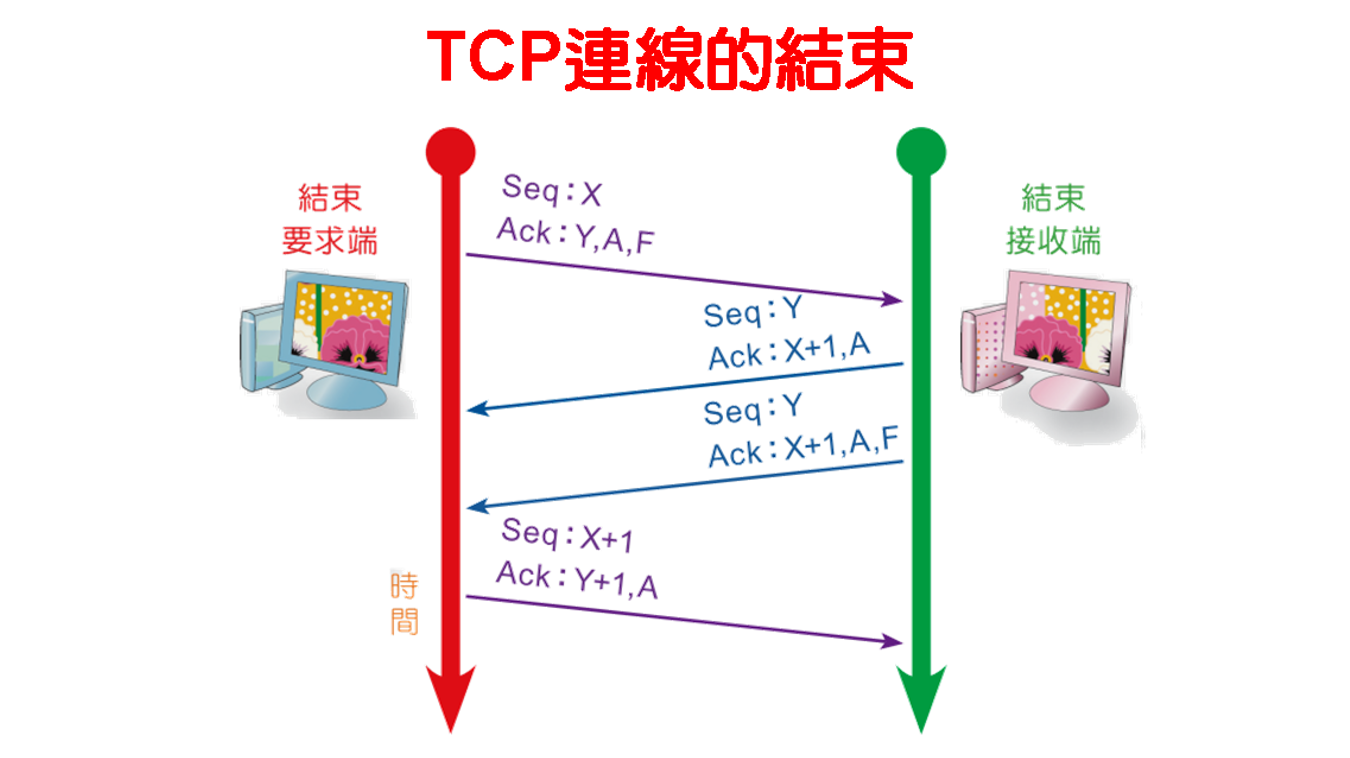 TCP連線的結束
結束
要求端
結束
接收端
Seq：X
Ack：Y,A,F
Seq：Y
Ack：X+1,A
Seq：Y
Ack：X+1,A,F
Seq：X+1
Ack：Y+1,A
時
間